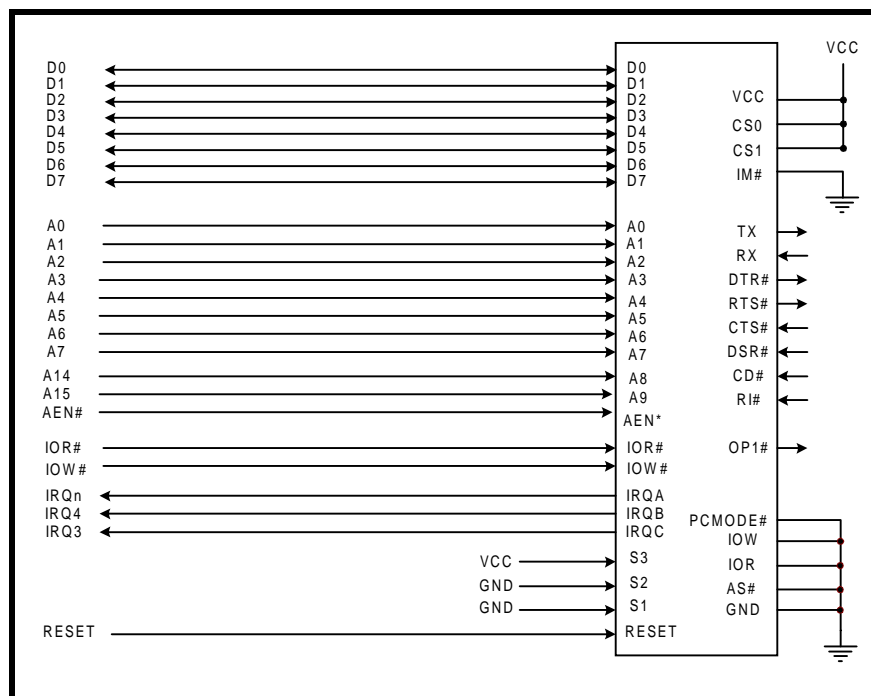 VCC
D0 D0
D1 D1
D2 D2
D3 D3
D4 D4
D5 D5
D6 D6
D7 D7
VCC
CS0
CS1
IM#
A0 A0
A1 A1
A2 A2
A3 A3
A4 A4
A5 A5
A6 A6
A7 A7
A14 A8
A15 A9
AEN# AEN*
TX
RX
DTR#
RTS#
CTS#
DSR#
CD#
RI#
IOR# IOR# OP1#
IOW# IOW#
IRQn IRQA
IRQ4 IRQB
IRQ3 IRQC
PCMODE#
IOW
IOR
AS#
GND
VCC S3
GND S2
GND S1
RESET RESET